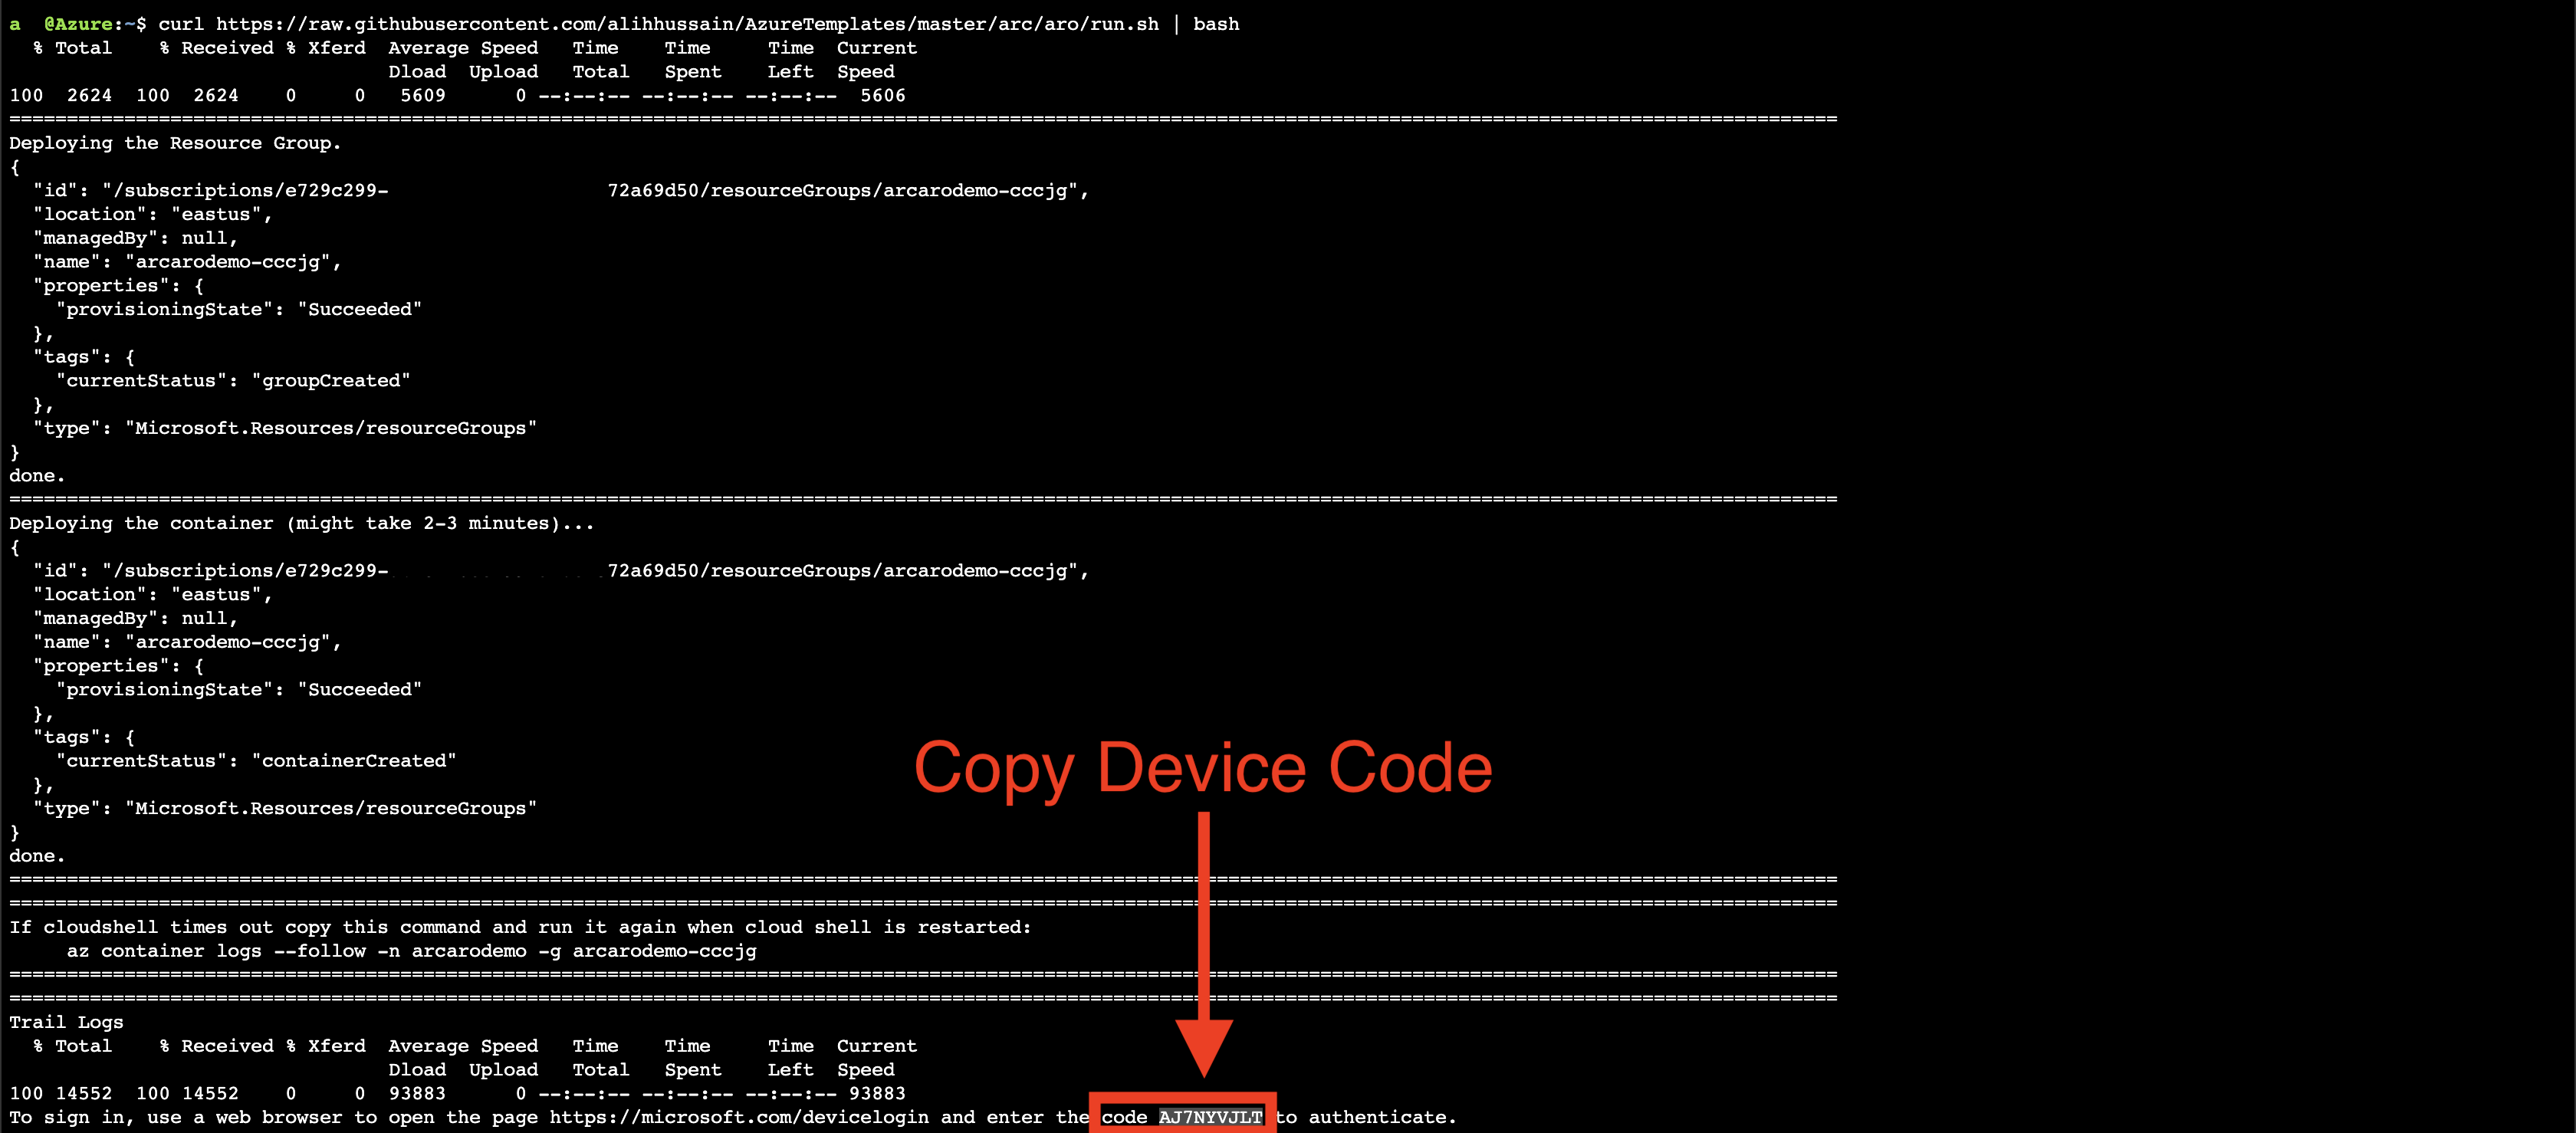 a  @Azure:~$ curl https://raw.githubusercontent.com/alihhussain/AzureTemplates/master/arc/aro/run.sh | bash
  % Total    % Received % Xferd  Average Speed   Time    Time     Time  Current
                                 Dload  Upload   Total   Spent    Left  Speed
100  2624  100  2624    0     0   5609      0 --:--:-- --:--:-- --:--:--  5606
===============================================================================================================================================================
Deploying the Resource Group.
{
  "id": "/subscriptions/e729c299-                   72a69d50/resourceGroups/arcarodemo-cccjg",
  "location": "eastus",
  "managedBy": null,
  "name": "arcarodemo-cccjg",
  "properties": {
    "provisioningState": "Succeeded"
  },
  "tags": {
    "currentStatus": "groupCreated"
  },
  "type": "Microsoft.Resources/resourceGroups"
}
done.
===============================================================================================================================================================
Deploying the container (might take 2-3 minutes)...
{
  "id": "/subscriptions/e729c299-                   72a69d50/resourceGroups/arcarodemo-cccjg",
  "location": "eastus",
  "managedBy": null,
  "name": "arcarodemo-cccjg",
  "properties": {
    "provisioningState": "Succeeded"
  },
  "tags": {
    "currentStatus": "containerCreated"
  },
  "type": "Microsoft.Resources/resourceGroups"
}
done.
Copy Device Code
===============================================================================================================================================================
===============================================================================================================================================================
If cloudshell times out copy this command and run it again when cloud shell is restarted:
     az container logs --follow -n arcarodemo -g arcarodemo-cccjg
===============================================================================================================================================================
===============================================================================================================================================================
Trail Logs
  % Total    % Received % Xferd  Average Speed   Time    Time     Time  Current
                                 Dload  Upload   Total   Spent    Left  Speed
100 14552  100 14552    0     0  93883      0 --:--:-- --:--:-- --:--:-- 93883
To sign in, use a web browser to open the page https://microsoft.com/devicelogin and enter the code AJ7NYVJLT to authenticate.